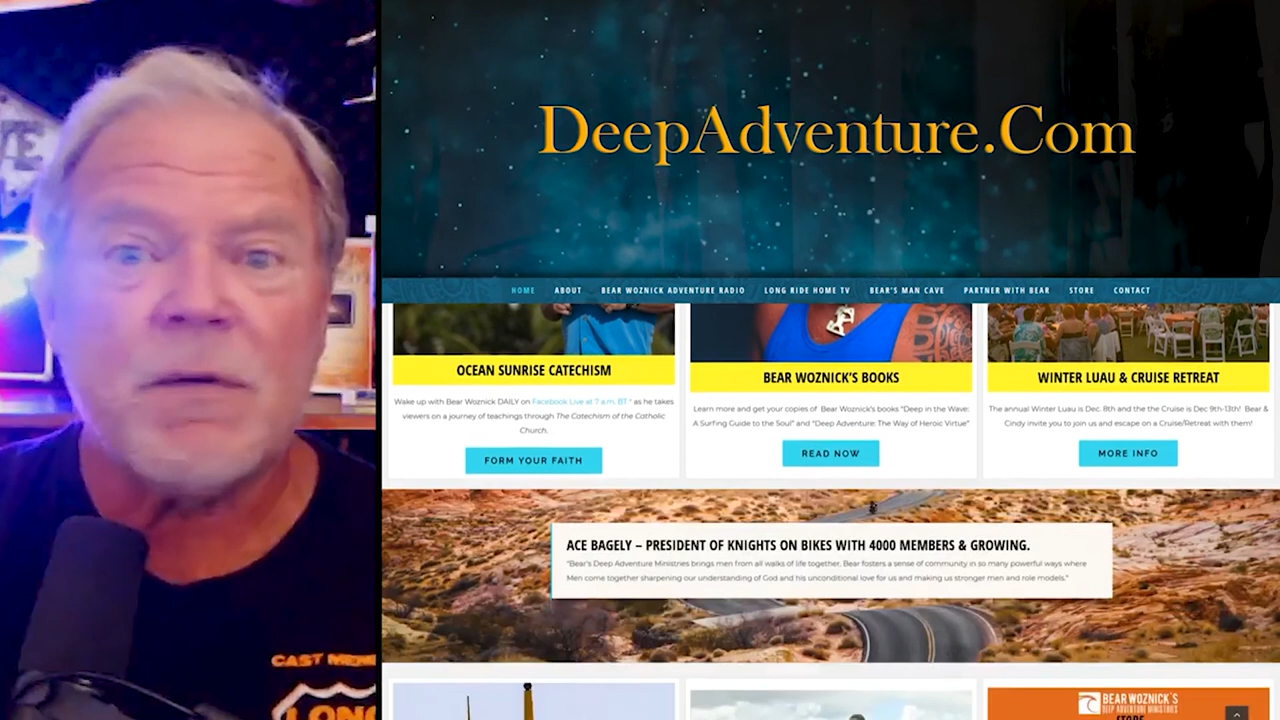 DeepAdventure.Com
HOME ABOUT BEAR WOZNICK ADVENTURE RADIO LONG RIDE HOME TV BEAR'S MAN CAVE PARTNER WITH BEAR STORE CONTACT
OCEAN SUNRISE CATECHISM
Wake up with Bear Woznick DAILY on Facebook Live at 7 a.m. BT * as he takes
viewers on a journey of teachings through The Catechism of the Catholic
Church.
FORM YOUR FAITH
BEAR WOZNICK'S BOOKS
Learn more and get your copies of Bear Woznick's books "Deep in the Wave:
A Surfing Guide to the Soul" and "Deep Adventure: The Way of Heroic Virtue"
READ NOW
WINTER LUAU & CRUISE RETREAT
The annual Winter Luau is Dec. 8th and the the Cruise is Dec 9th-13th! Bear &
Cindy invite you to join us and escape on a Cruise/Retreat with them!
MORE INFO
ACE BAGELY – PRESIDENT OF KNIGHTS ON BIKES WITH 4000 MEMBERS & GROWING.
"Bear's Deep Adventure Ministries brings men from all walks of life together. Bear fosters a sense of community in so many powerful ways where
Men come together sharpening our understanding of God and his unconditional love for us and making us stronger men and role models."
BEAR WOZNICK'S
DEEP ADVENTURE MINISTRIES
STORE
CAST
LONG